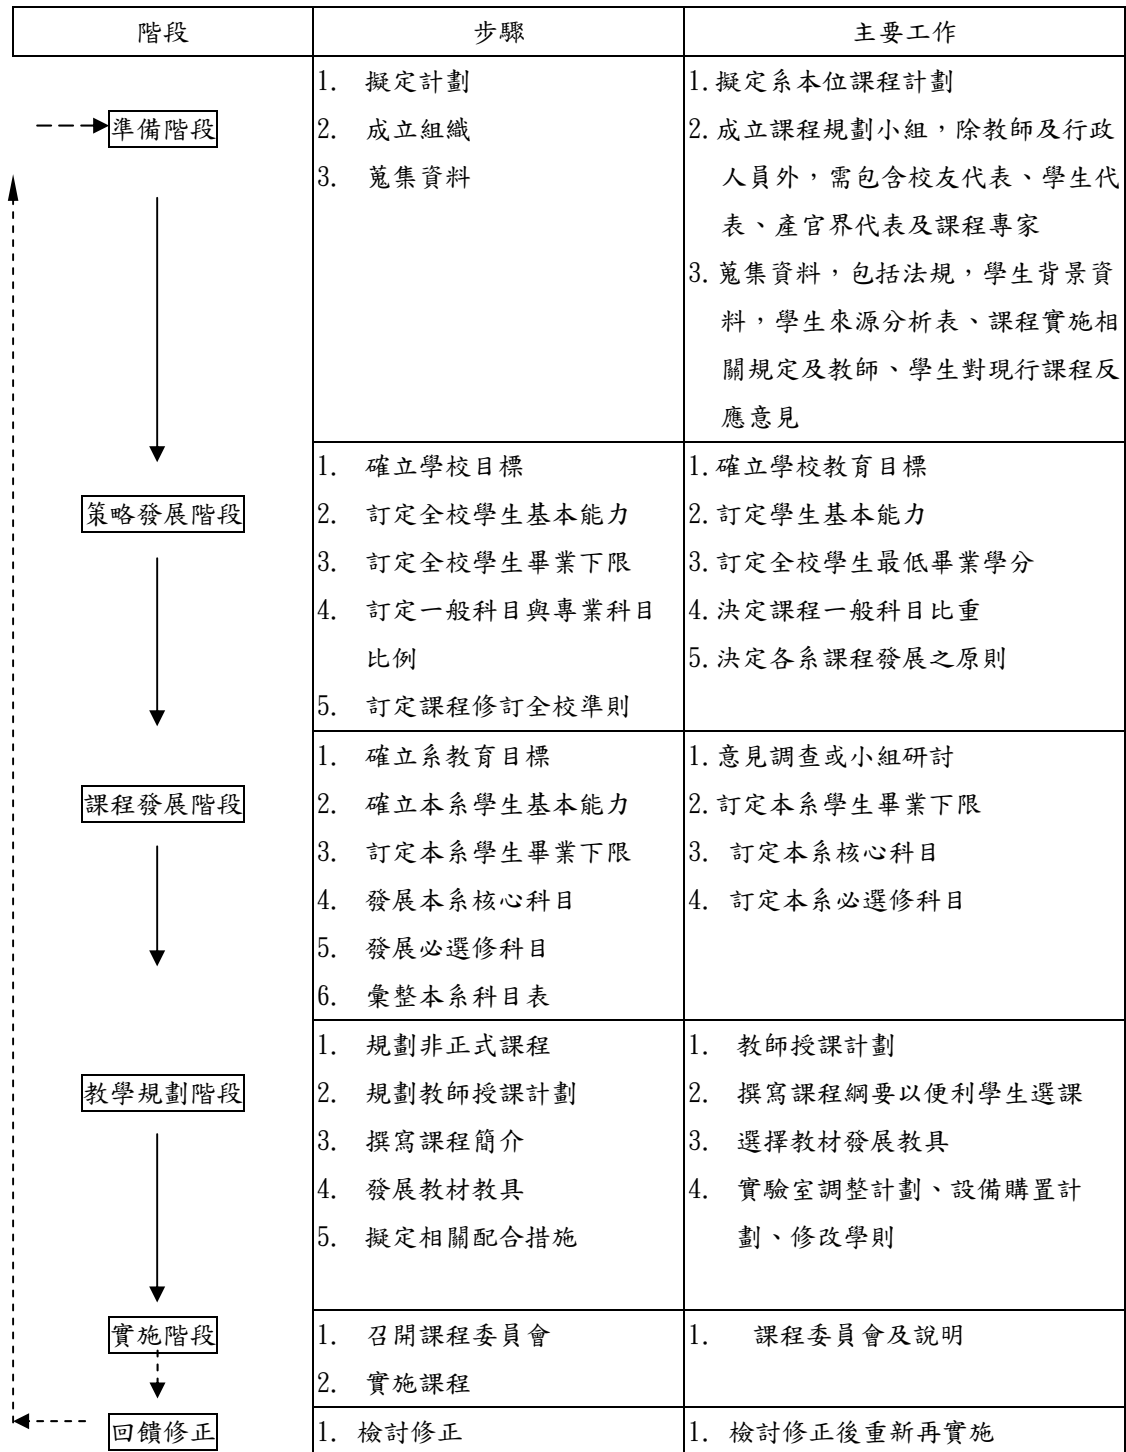 階段 步驟 主要工作
準備階段
1. 擬定計劃
2. 成立組織
3. 蒐集資料
1.擬定系本位課程計劃
2.成立課程規劃小組，除教師及行政
人員外，需包含校友代表、學生代
表、產官界代表及課程專家
3.蒐集資料，包括法規，學生背景資
料，學生來源分析表、課程實施相
關規定及教師、學生對現行課程反
應意見
策略發展階段
1. 確立學校目標
2. 訂定全校學生基本能力
3. 訂定全校學生畢業下限
4. 訂定一般科目與專業科目
比例
5. 訂定課程修訂全校準則
1.確立學校教育目標
2.訂定學生基本能力
3.訂定全校學生最低畢業學分
4.決定課程一般科目比重
5.決定各系課程發展之原則
課程發展階段
1. 確立系教育目標
2. 確立本系學生基本能力
3. 訂定本系學生畢業下限
4. 發展本系核心科目
5. 發展必選修科目
6. 彙整本系科目表
1.意見調查或小組研討
2.訂定本系學生畢業下限
3. 訂定本系核心科目
4. 訂定本系必選修科目
教學規劃階段
1. 規劃非正式課程
2. 規劃教師授課計劃
3. 撰寫課程簡介
4. 發展教材教具
5. 擬定相關配合措施
1. 教師授課計劃
2. 撰寫課程綱要以便利學生選課
3. 選擇教材發展教具
4. 實驗室調整計劃、設備購置計
劃、修改學則
實施階段
1. 召開課程委員會
2. 實施課程
1. 課程委員會及說明
回饋修正
1. 檢討修正
1. 檢討修正後重新再實施